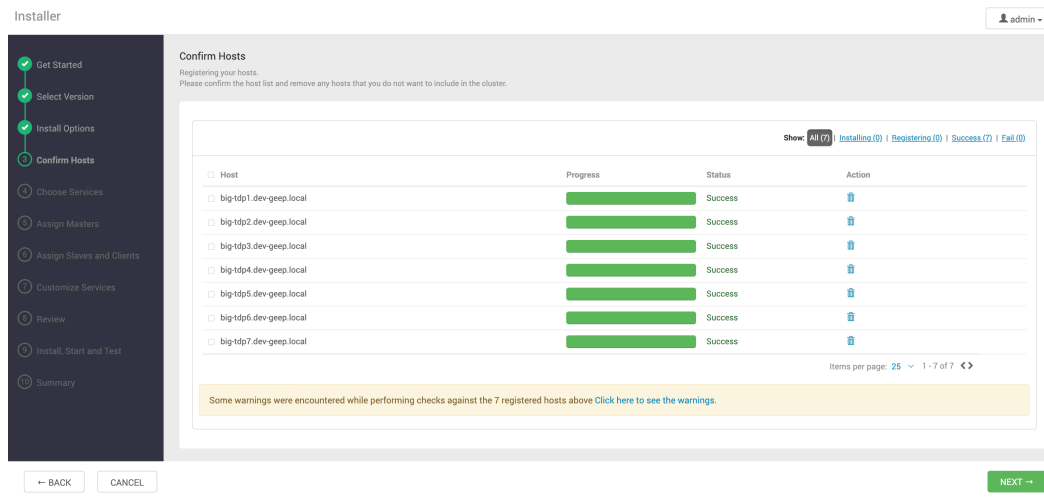 Installer
admin
Get Started
Select Version
Install Options
3 Confirm Hosts
4 Choose Services
5 Assign Masters
6 Assign Slaves and Clients
7 Customize Services
8 Review
9 Install, Start and Test
10 Summary
Confirm Hosts
Registering your hosts.
Please confirm the host list and remove any hosts that you do not want to include in the cluster.
Show: All (7) | Installing (0) | Registering (0) | Success (7) | Fail (0)
Host Progress Status Action
big-tdp1.dev-geep.local Success
big-tdp2.dev-geep.local Success
big-tdp3.dev-geep.local Success
big-tdp4.dev-geep.local Success
big-tdp5.dev-geep.local Success
big-tdp6.dev-geep.local Success
big-tdp7.dev-geep.local Success
Items per page: 25 1 - 7 of 7
Some warnings were encountered while performing checks against the 7 registered hosts above Click here to see the warnings.
← BACK CANCEL NEXT →